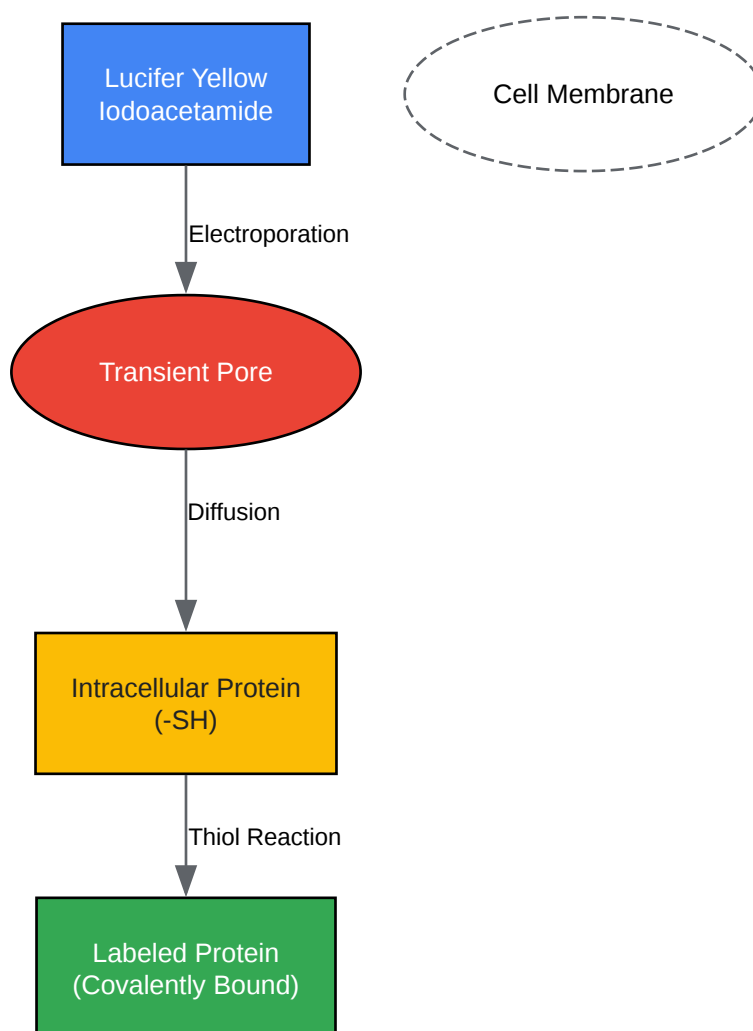 Lucifer Yellow
Iodoacetamide
Cell Membrane
Electroporation
Transient Pore
Diffusion
Intracellular Protein
(-SH)
Thiol Reaction
Labeled Protein
(Covalently Bound)